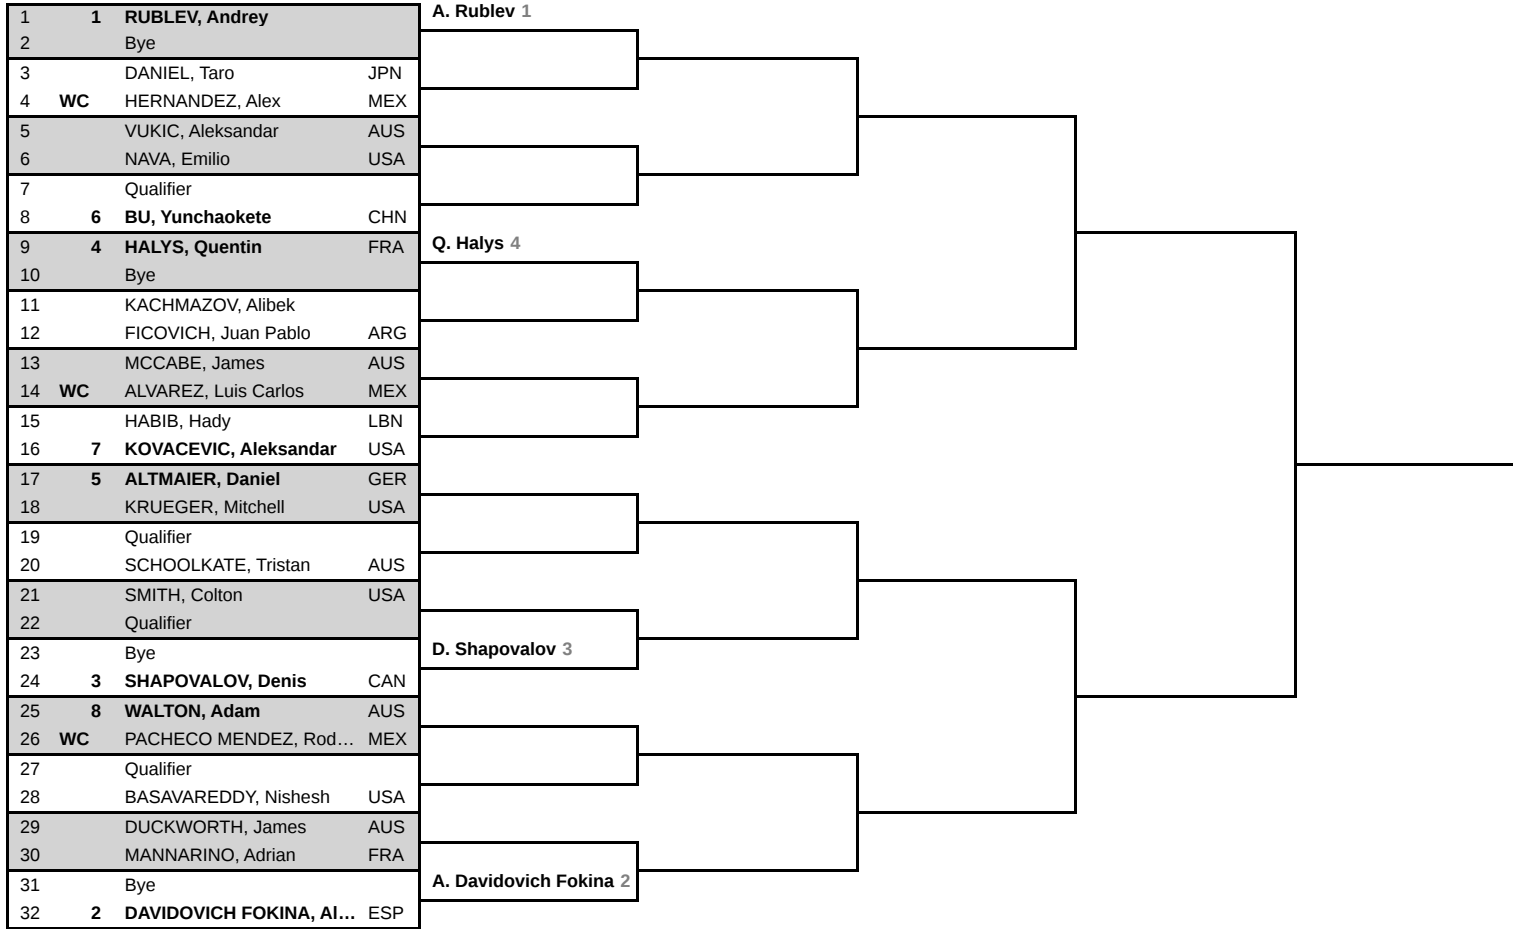 1 1 RUBLEV, Andrey
A. Rublev 1
2 Bye
3 DANIEL, Taro JPN
4 WC HERNANDEZ, Alex MEX
5 VUKIC, Aleksandar AUS
6 NAVA, Emilio USA
7 Qualifier
8 6 BU, Yunchaokete CHN
9 4 HALYS, Quentin FRA
Q. Halys 4
10 Bye
11 KACHMAZOV, Alibek
12 FICOVICH, Juan Pablo ARG
13 MCCABE, James AUS
14 WC ALVAREZ, Luis Carlos MEX
15 HABIB, Hady LBN
16 7 KOVACEVIC, Aleksandar USA
17 5 ALTMAIER, Daniel GER
18 KRUEGER, Mitchell USA
19 Qualifier
20 SCHOOLKATE, Tristan AUS
21 SMITH, Colton USA
22 Qualifier
23 Bye
D. Shapovalov 3
24 3 SHAPOVALOV, Denis CAN
25 8 WALTON, Adam AUS
26 WC PACHECO MENDEZ, Rod… MEX
27 Qualifier
28 BASAVAREDDY, Nishesh USA
29 DUCKWORTH, James AUS
30 MANNARINO, Adrian FRA
31 Bye
A. Davidovich Fokina 2
32 2 DAVIDOVICH FOKINA, Al… ESP